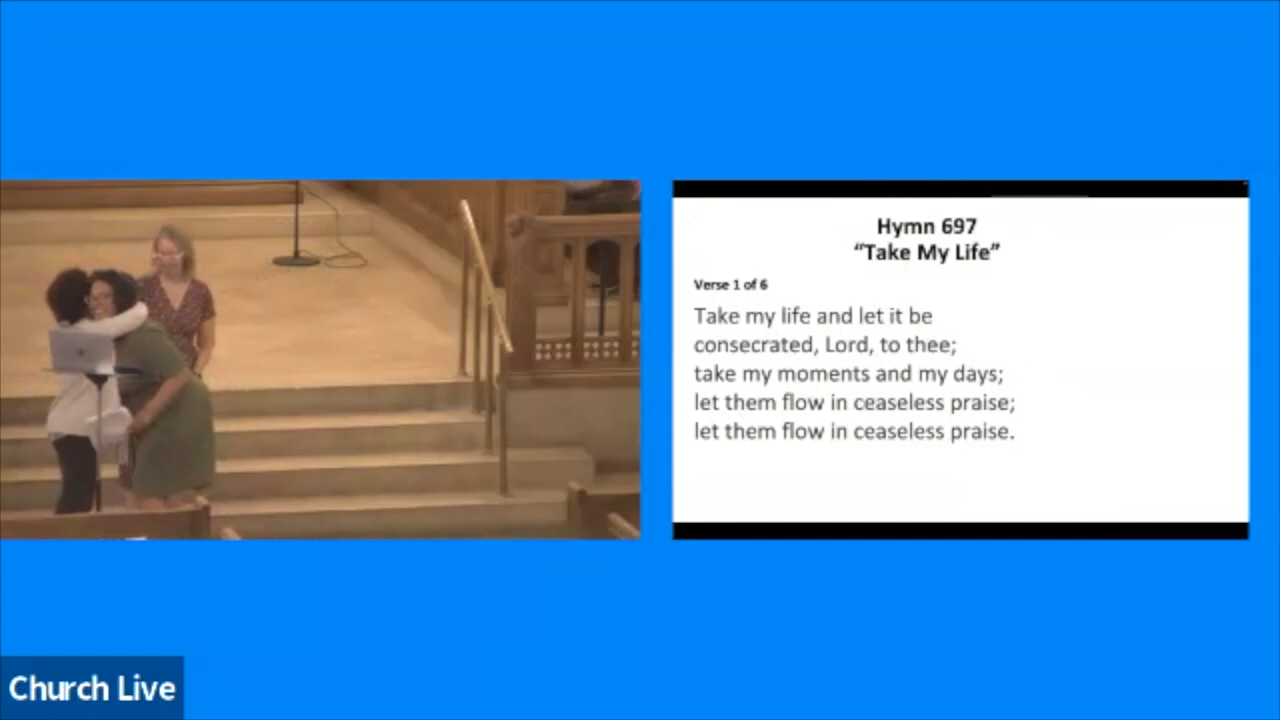 Hymn 697
“Take My Life”
Verse 1 of 6
Take my life and let it be
consecrated, Lord, to thee;
take my moments and my days;
let them flow in ceaseless praise;
let them flow in ceaseless praise.
Church Live